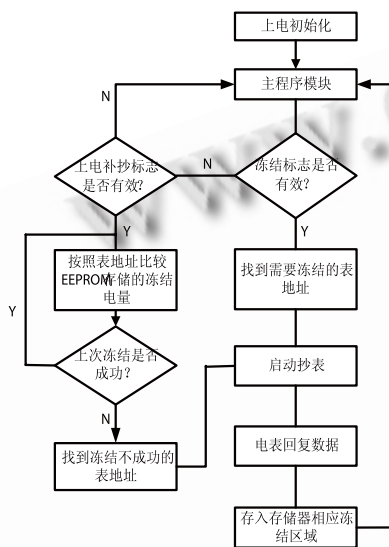 上电初始化
N
主程序模块
上电补抄标志
是否有效?
N
冻结标志是否
有效?
Y
Y
按照表地址比较
EEPROM存储的冻结
电量
找到需要冻结的表
地址
Y
上次冻结是否
成功?
启动抄表
N
找到冻结不成功的
表地址
电表回复数据
存入存储器相应冻
结区域